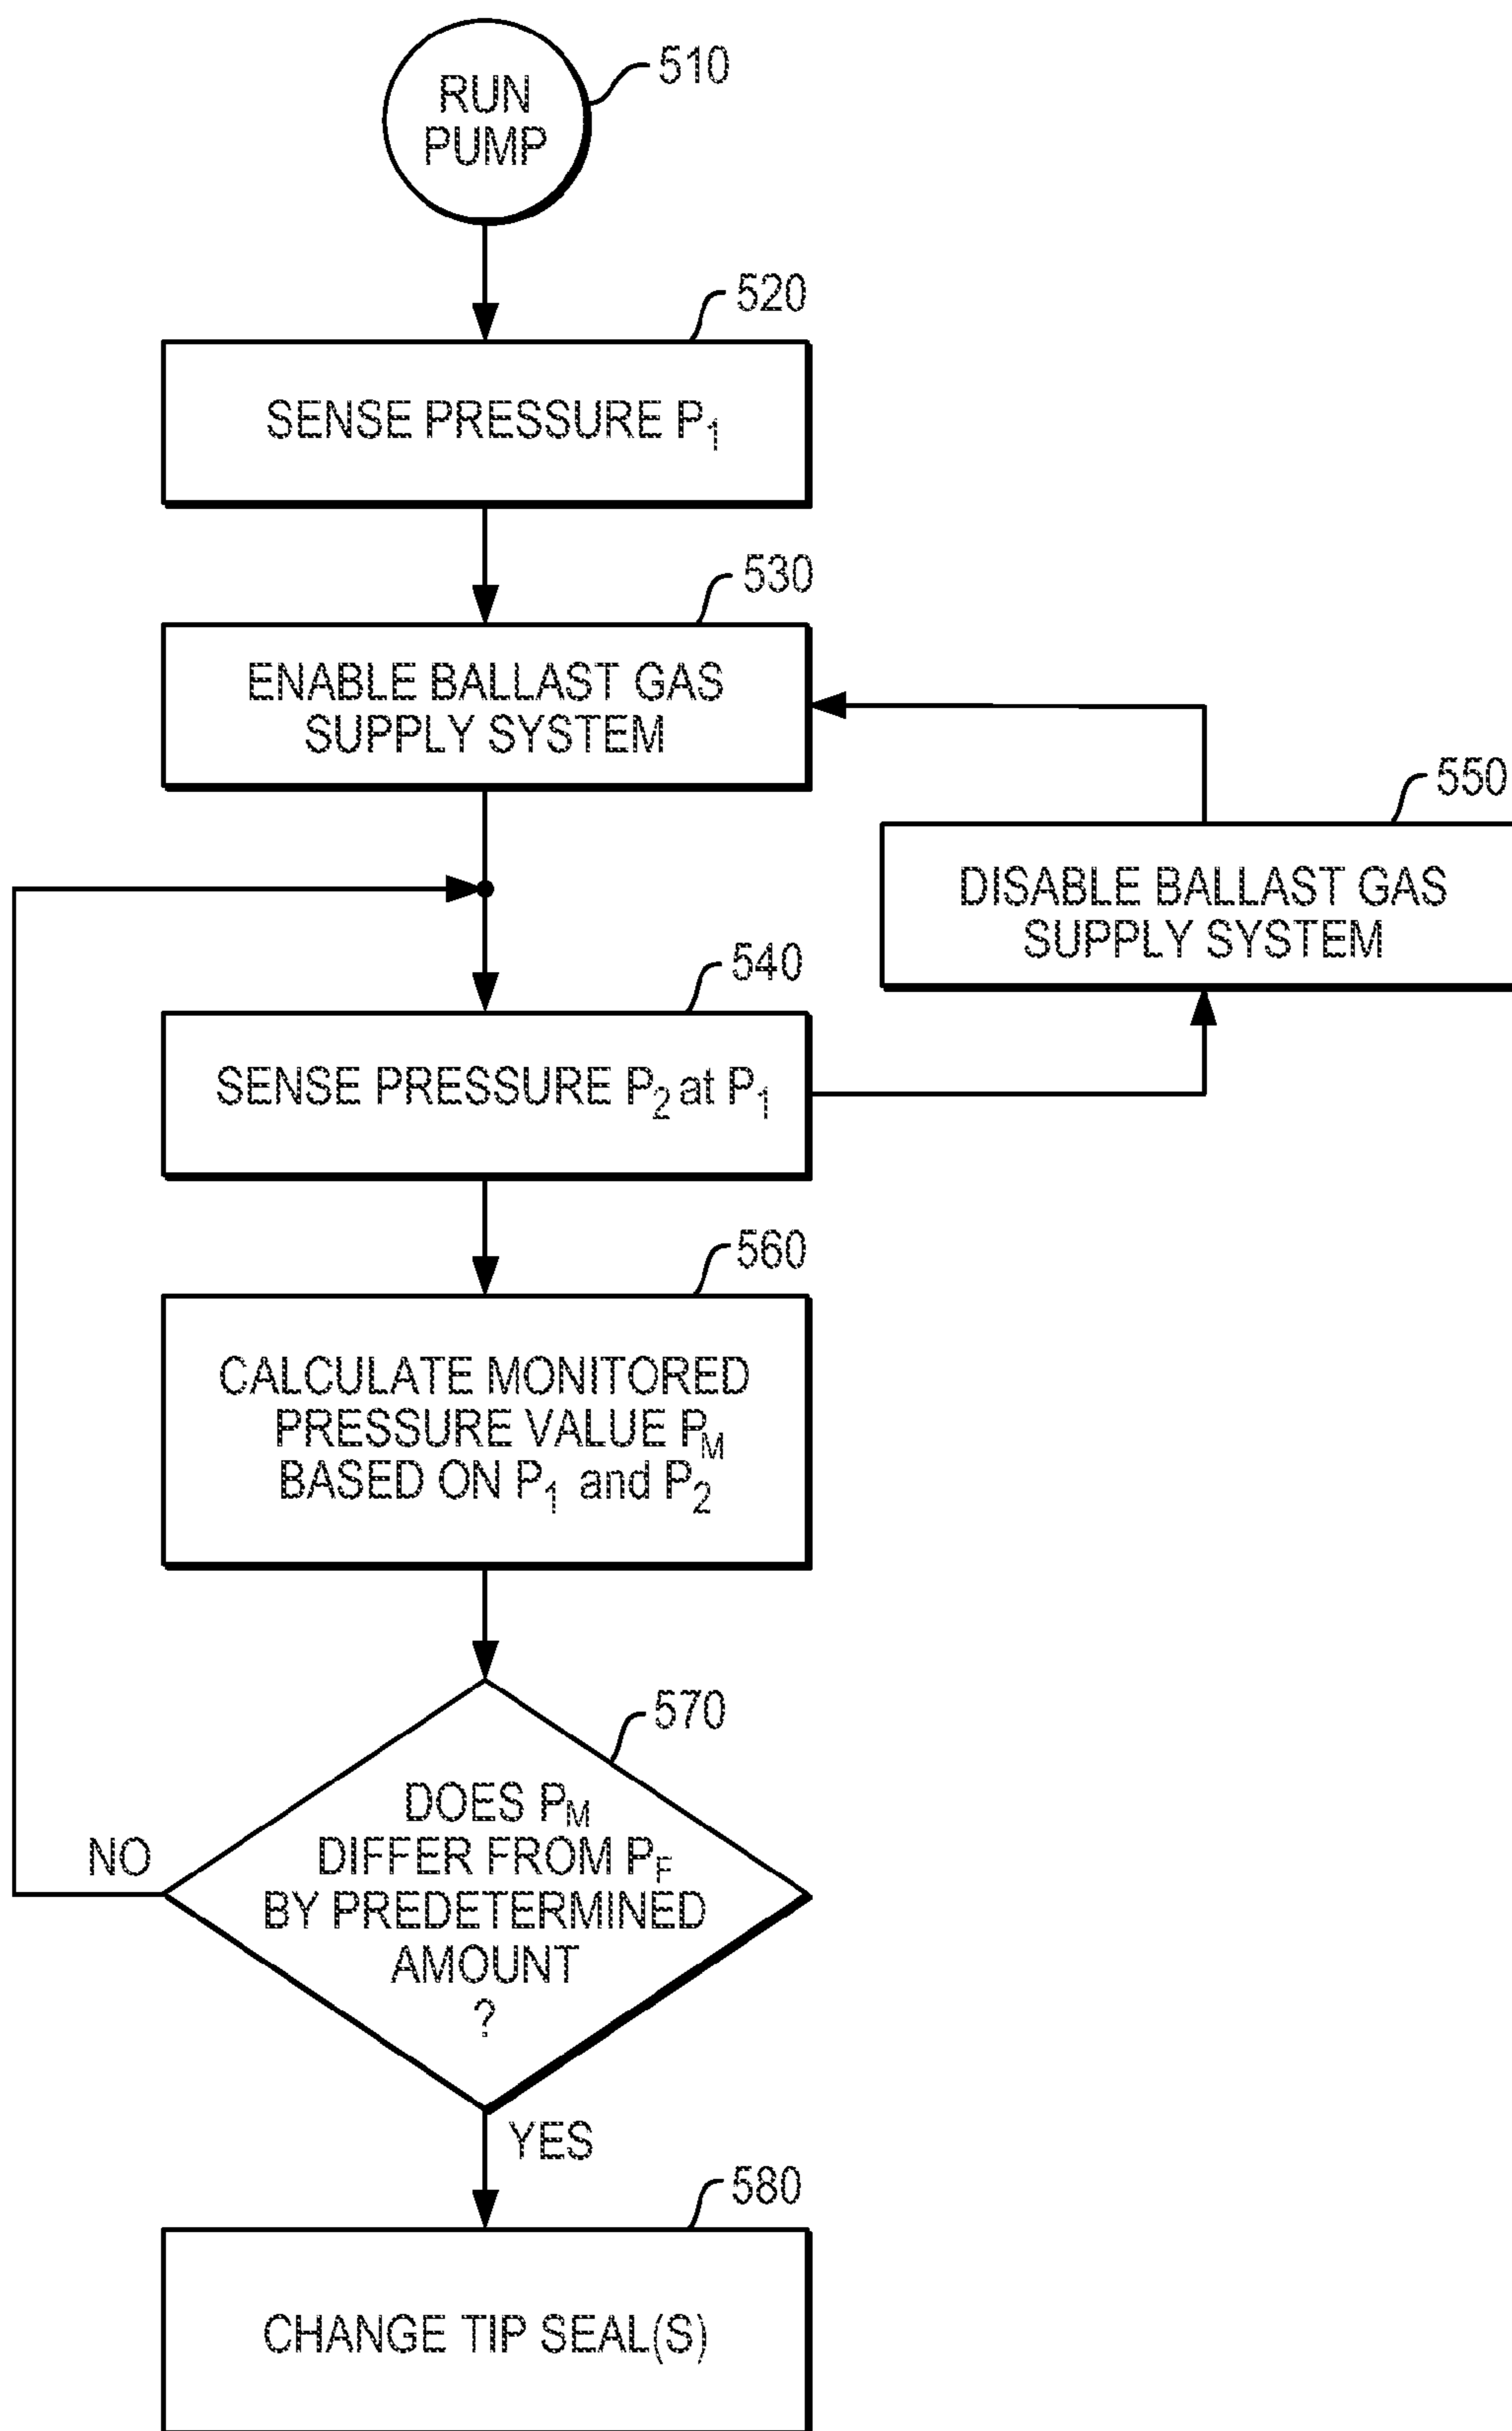 RUN
PUMP
510
520
SENSE PRESSURE P1
530
ENABLE BALLAST GAS
SUPPLY SYSTEM
550
DISABLE BALLAST GAS
SUPPLY SYSTEM
540
SENSE PRESSURE P2 at P1
560
CALCULATE MONITORED
PRESSURE VALUE PM
BASED ON P1 and P2
570
DOES PM
DIFFER FROM PF
BY PREDETERMINED
AMOUNT
?
NO
YES
580
CHANGE TIP SEAL(S)